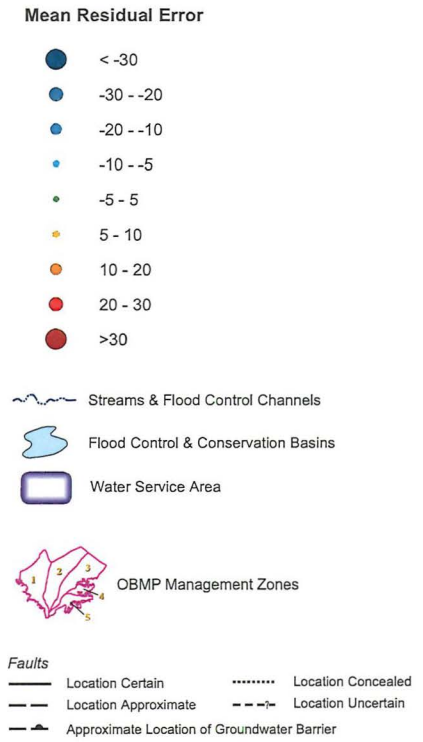 Mean Residual Error
< -30
-30 - -20
-20 - -10
-10 - -5
-5 - 5
5 - 10
10 - 20
20 - 30
>30
Streams & Flood Control Channels
Flood Control & Conservation Basins
Water Service Area
1 2 3 4 5
OBMP Management Zones
Faults
Location Certain Location Concealed
Location Approximate ? Location Uncertain
Approximate Location of Groundwater Barrier